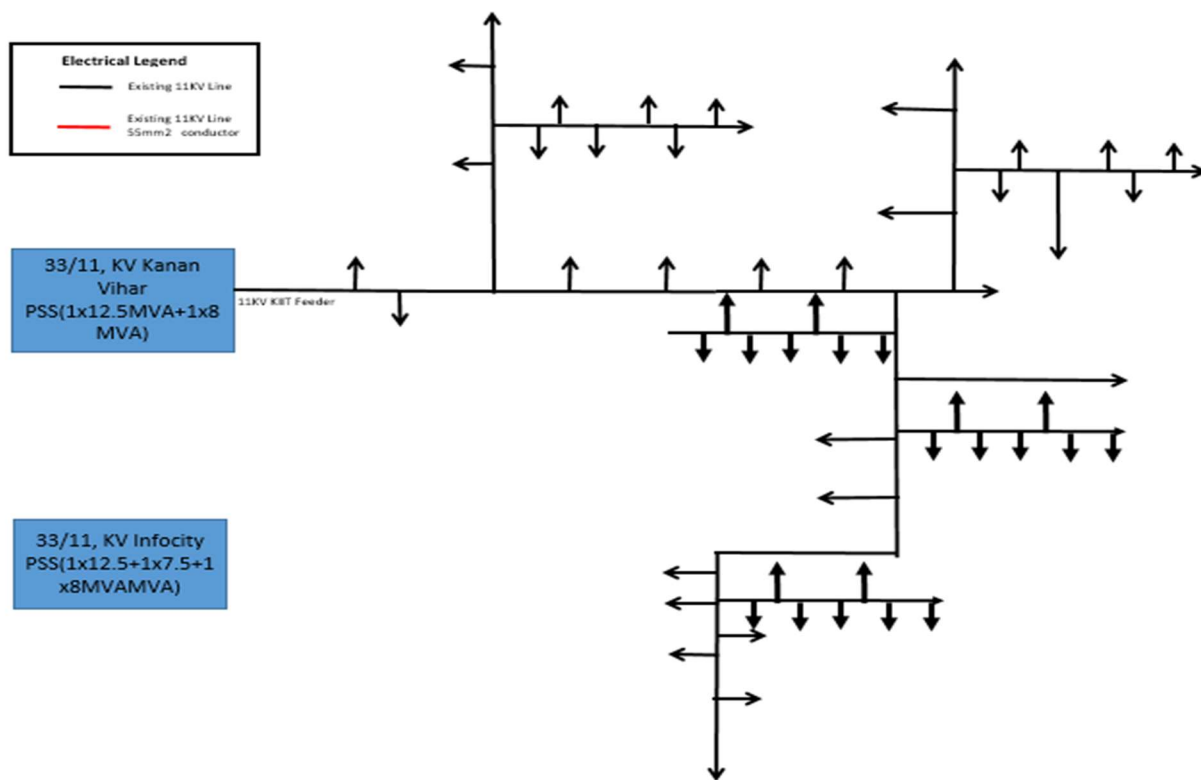 Electrical Legend
Existing 11KV Line
Existing 11KV Line
55mm2 conductor
33/11, KV Kanan
Vihar
PSS(1x12.5MVA+1x8
MVA)
11KV KIIT Feeder
33/11, KV Infocity
PSS(1x12.5+1x7.5+1
x8MVAMVA)